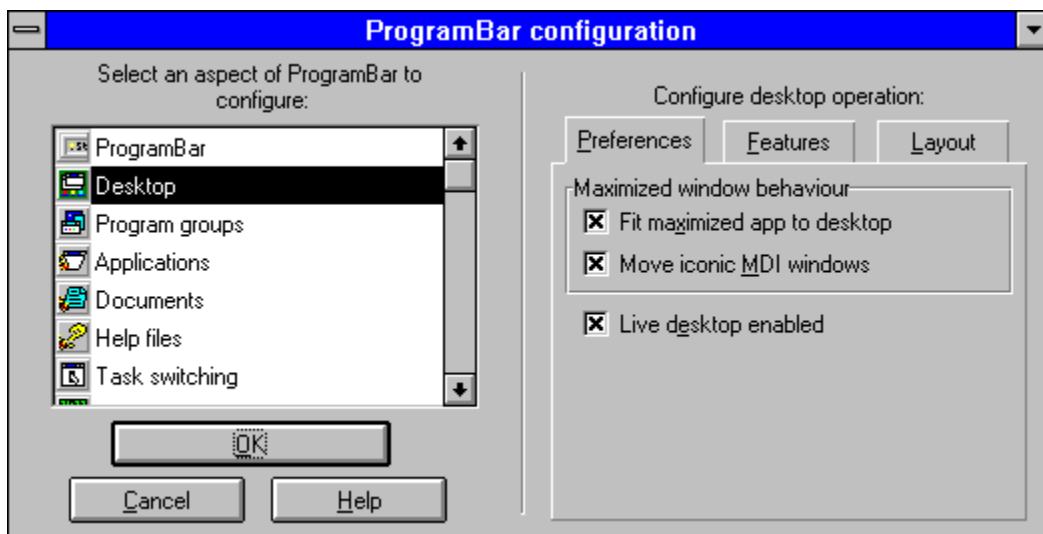 ProgramBar configuration
Select an aspect of ProgramBar to
configure:
ProgramBar
Desktop
Program groups
Applications
Documents
Help files
Task switching
OK
Cancel
Help
Configure desktop operation:
Preferences
Features
Layout
Maximized window behaviour
Fit maximized app to desktop
Move iconic MDI windows
Live desktop enabled